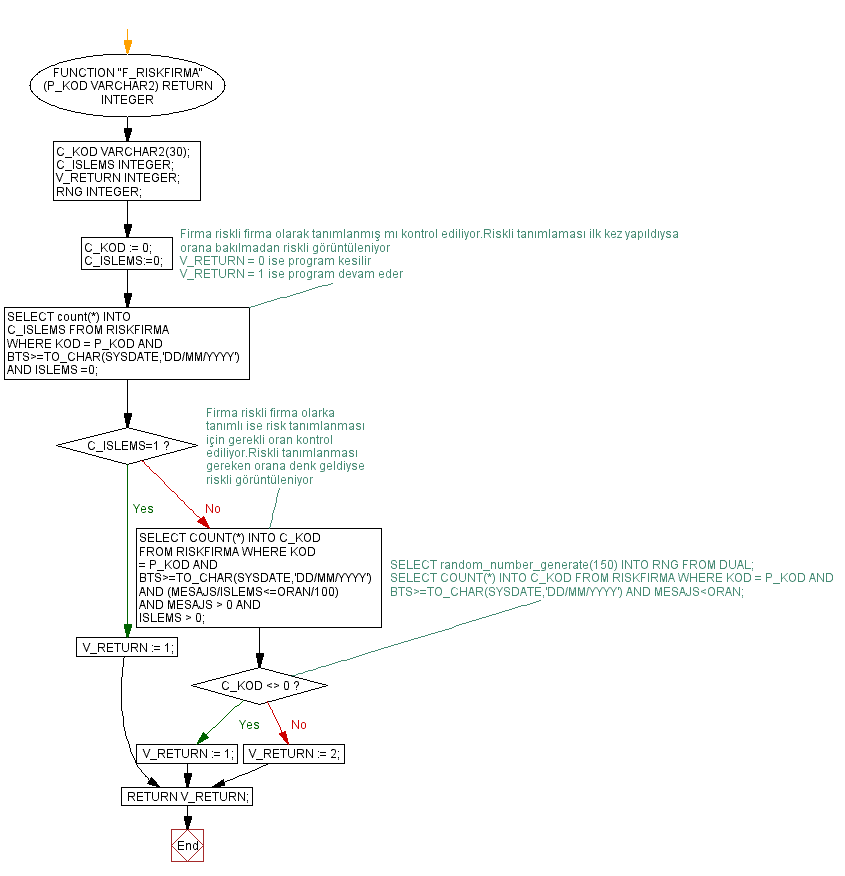 FUNCTION "F_RISKFIRMA"
(P_KOD VARCHAR2) RETURN
INTEGER
C_KOD VARCHAR2(30);
C_ISLEMS INTEGER;
V_RETURN INTEGER;
RNG INTEGER;
C_KOD := 0;
C_ISLEMS:=0;
Firma riskli firma olarak tanımlanmış mı kontrol ediliyor.Riskli tanımlaması ilk kez yapıldıysa
orana bakılmadan riskli görüntüleniyor
V_RETURN = 0 ise program kesilir
V_RETURN = 1 ise program devam eder
SELECT count(*) INTO
C_ISLEMS FROM RISKFIRMA
WHERE KOD = P_KOD AND
BTS>=TO_CHAR(SYSDATE,'DD/MM/YYYY')
AND ISLEMS =0;
C_ISLEMS=1 ?
Firma riskli firma olarka
tanımlı ise risk tanımlanması
için gerekli oran kontrol
ediliyor.Riskli tanımlanması
gereken orana denk geldiyse
riskli görüntüleniyor
Yes
No
SELECT COUNT(*) INTO C_KOD
FROM RISKFIRMA WHERE KOD
= P_KOD AND
BTS>=TO_CHAR(SYSDATE,'DD/MM/YYYY')
AND (MESAJS/ISLEMS<=ORAN/100)
AND MESAJS > 0 AND
ISLEMS > 0;
SELECT random_number_generate(150) INTO RNG FROM DUAL;
SELECT COUNT(*) INTO C_KOD FROM RISKFIRMA WHERE KOD = P_KOD AND
BTS>=TO_CHAR(SYSDATE,'DD/MM/YYYY') AND MESAJS<ORAN;
V_RETURN := 1;
C_KOD <> 0 ?
Yes
No
V_RETURN := 1;
V_RETURN := 2;
RETURN V_RETURN;
End